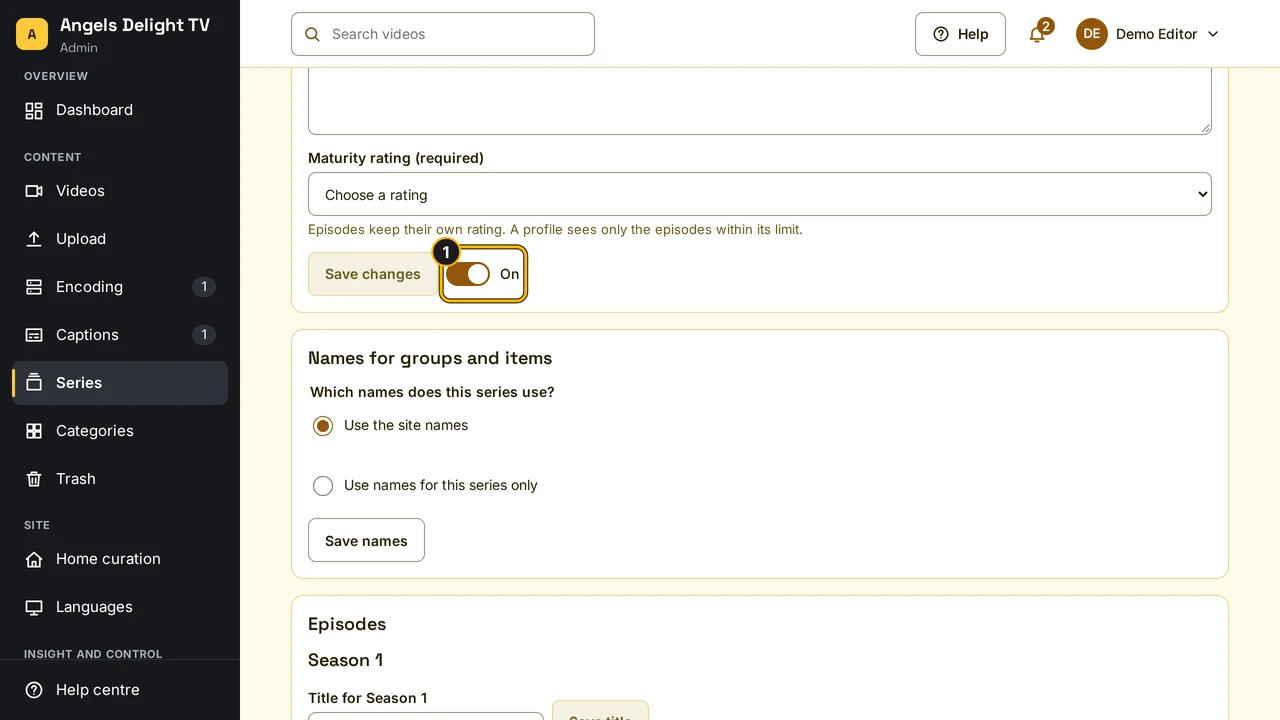 A
Angels Delight TV
Admin
OVERVIEW
Dashboard
CONTENT
Videos
Upload
Encoding
1
Captions
1
Series
Categories
Trash
SITE
Home curation
Languages
INSIGHT AND CONTROL
Help centre
Search videos
Help
2
DE
Demo Editor
Maturity rating (required)
Choose a rating
Episodes keep their own rating. A profile sees only the episodes within its limit.
Save changes
1
On
Names for groups and items
Which names does this series use?
Use the site names
Use names for this series only
Save names
Episodes
Season 1
Title for Season 1
Save title